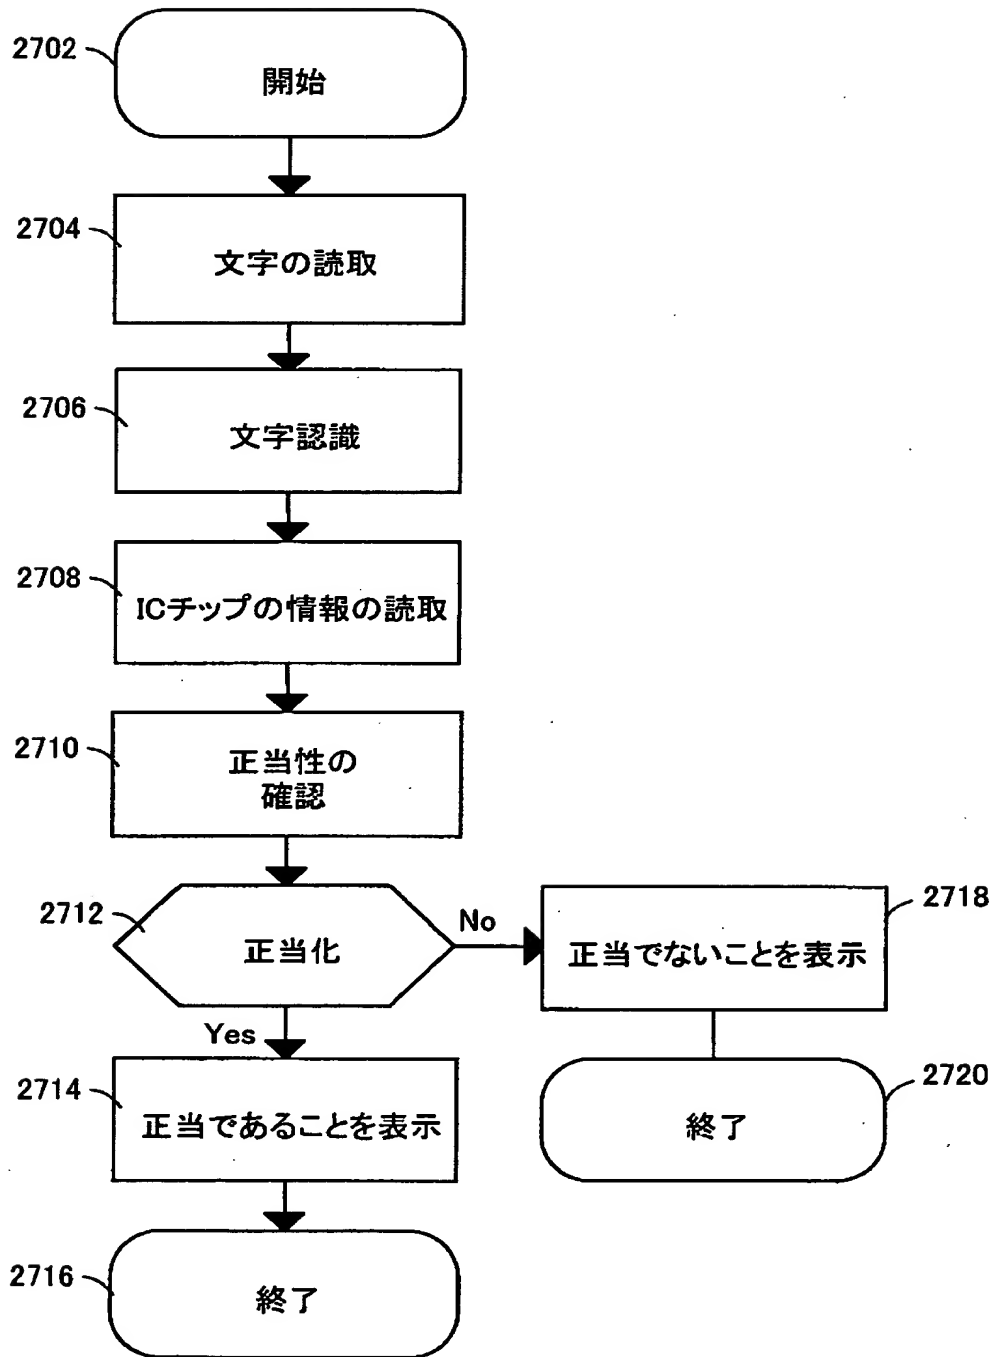 2702
開始
2704
文字の読取
2706
文字認識
2708
ICチップの情報の読取
2710
正当性の
確認
2712
正当化
No
2718
正当でないことを表示
Yes
2714
正当であることを表示
2720
終了
2716
終了